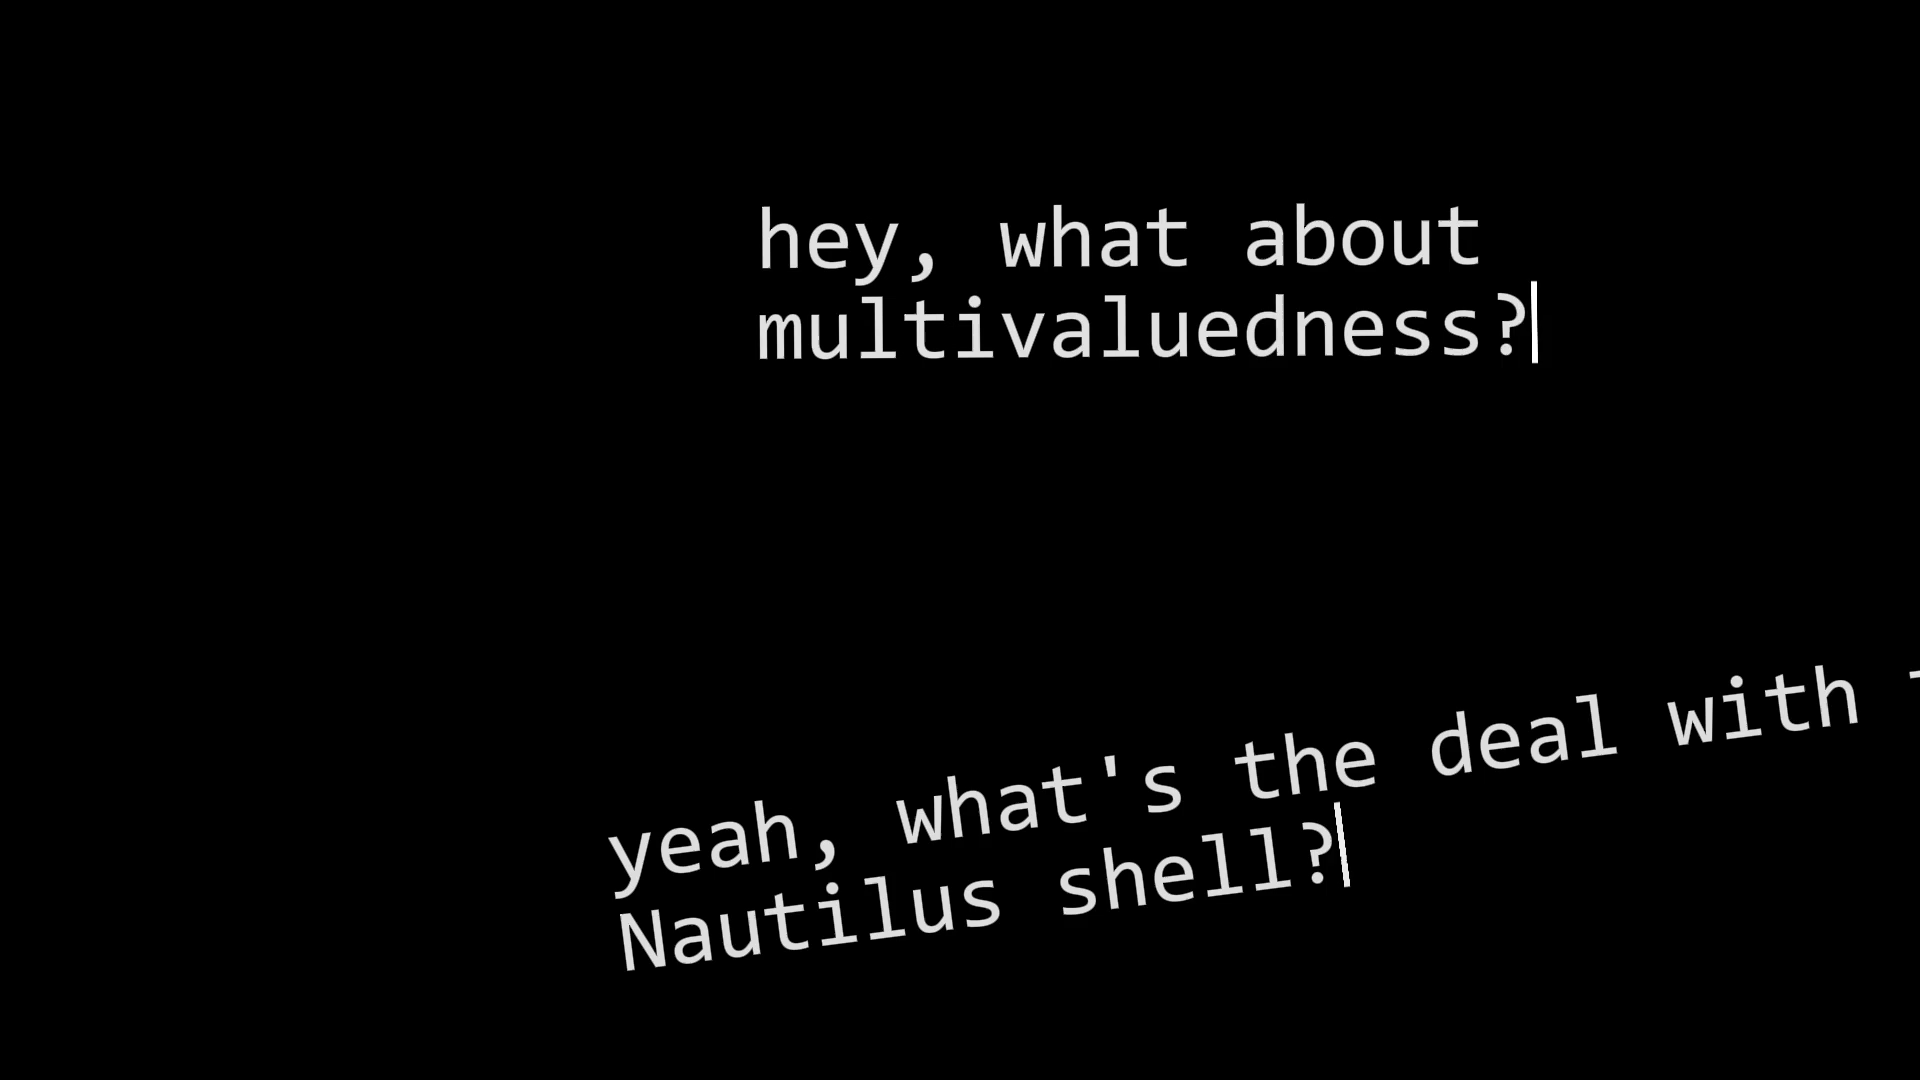 hey, what about
multivaluedness?
yeah, what's the deal with
Nautilus shell?